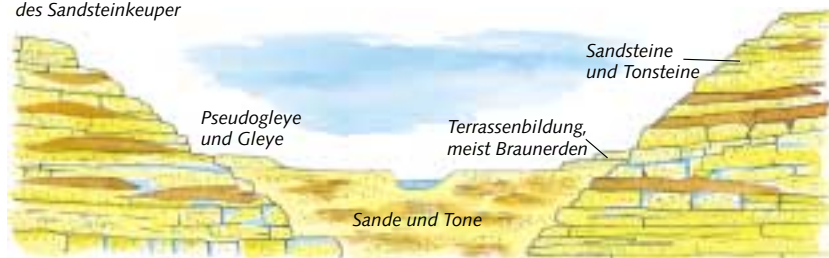 des Sandsteinkeuper
Sandsteine
und Tonsteine
Pseudogleye
und Gleye
Terrassenbildung,
meist Braunerden
Sande und Tone